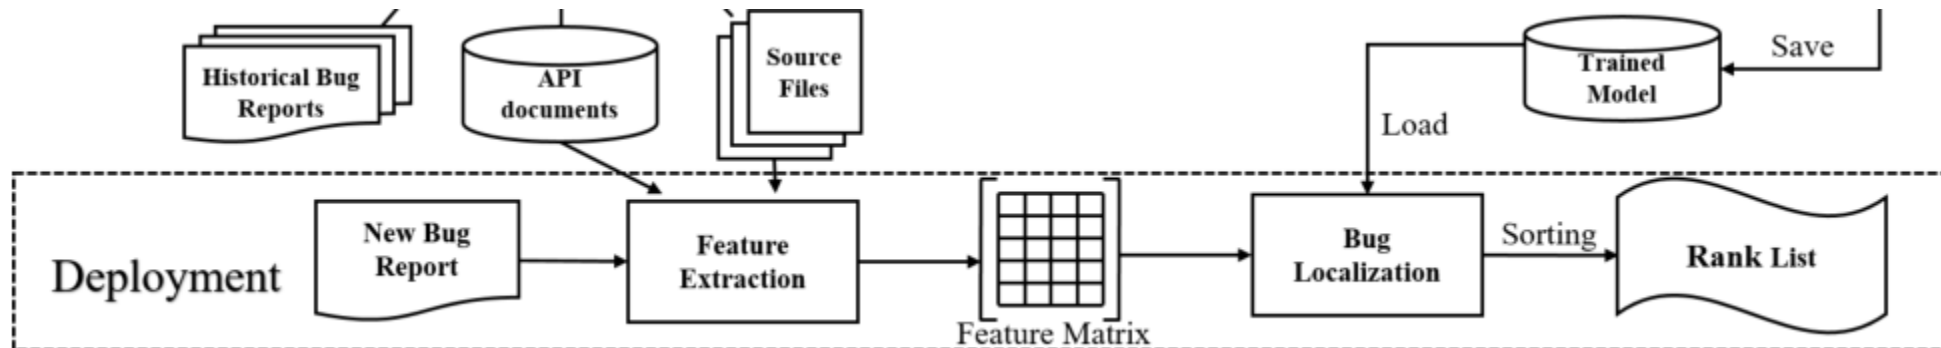 Historical Bug
Reports
API
documents
Source
Files
Trained
Model
Save
Load
Deployment
New Bug
Report
Feature
Extraction
Feature Matrix
Bug
Localization
Sorting
Rank List